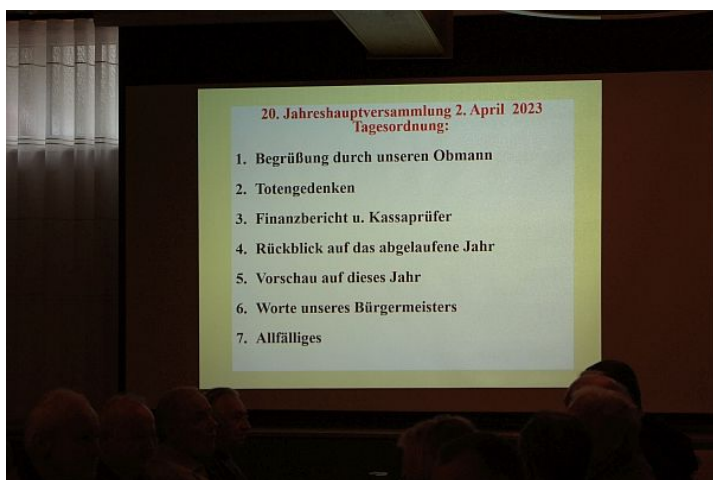 20. Jahreshauptversammlung 2. April 2023
Tagesordnung:
1. Begrüßung durch unseren Obmann
2. Totengedenken
3. Finanzbericht u. Kassaprüfer
4. Rückblick auf das abgelaufene Jahr
5. Vorschau auf dieses Jahr
6. Worte unseres Bürgermeisters
7. Allfälliges